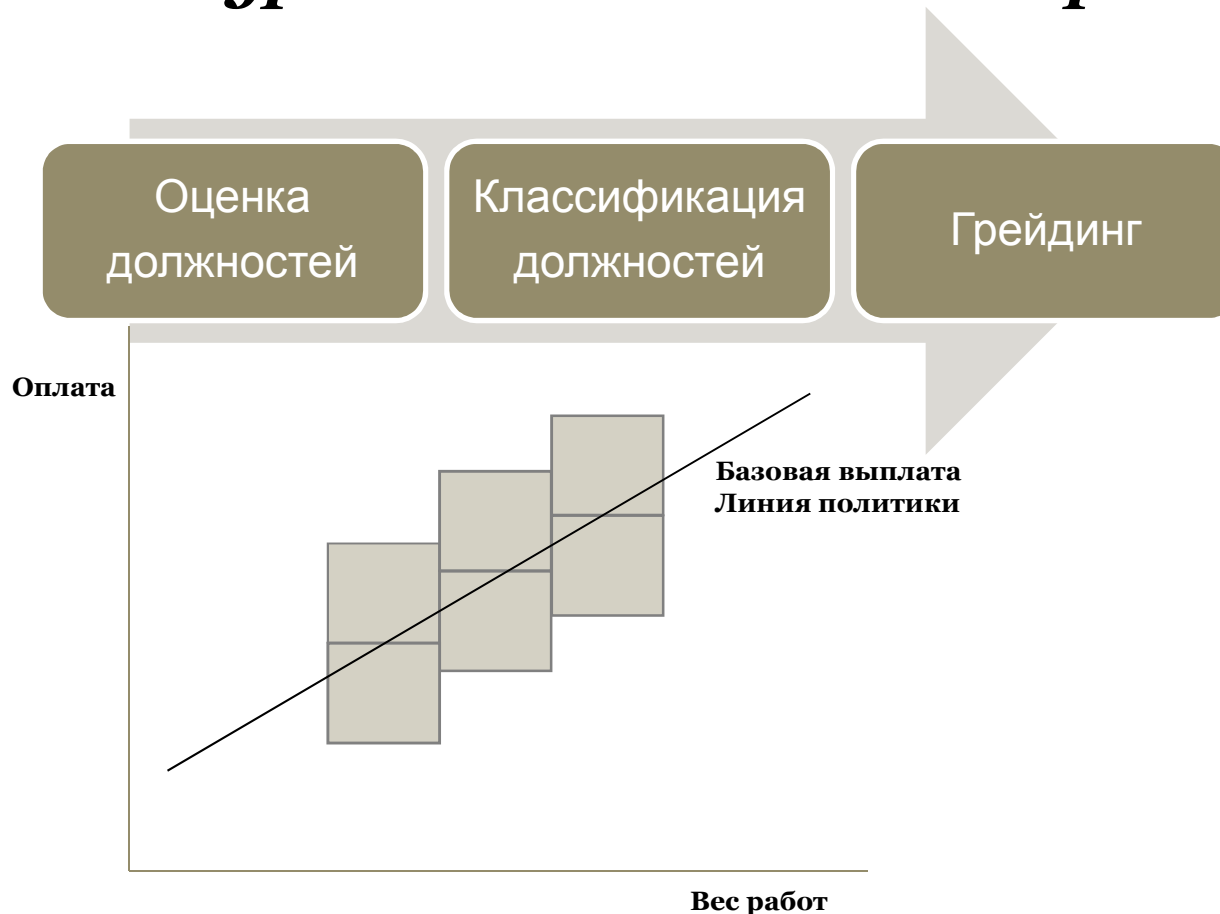 Оценка
должностей
Классификация
должностей
Грейдинг
Оплата
Базовая выплата
Линия политики
Вес работ